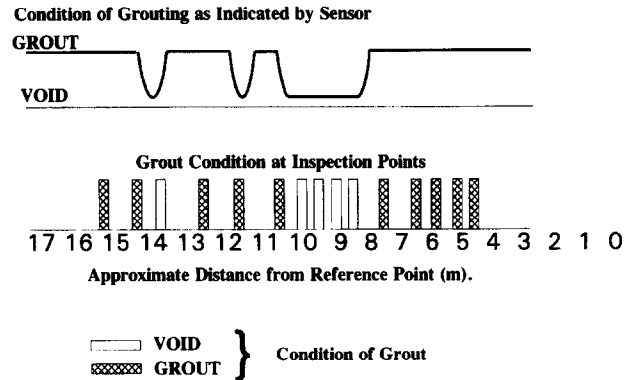 Condition of Grouting as Indicated by Sensor
GROUT
VOID
Grout Condition at Inspection Points
17 16 15 14 13 12 11 10 9 8 7 6 5 4 3 2 1 0
Approximate Distance from Reference Point (m).
VOID
GROUT
} Condition of Grout